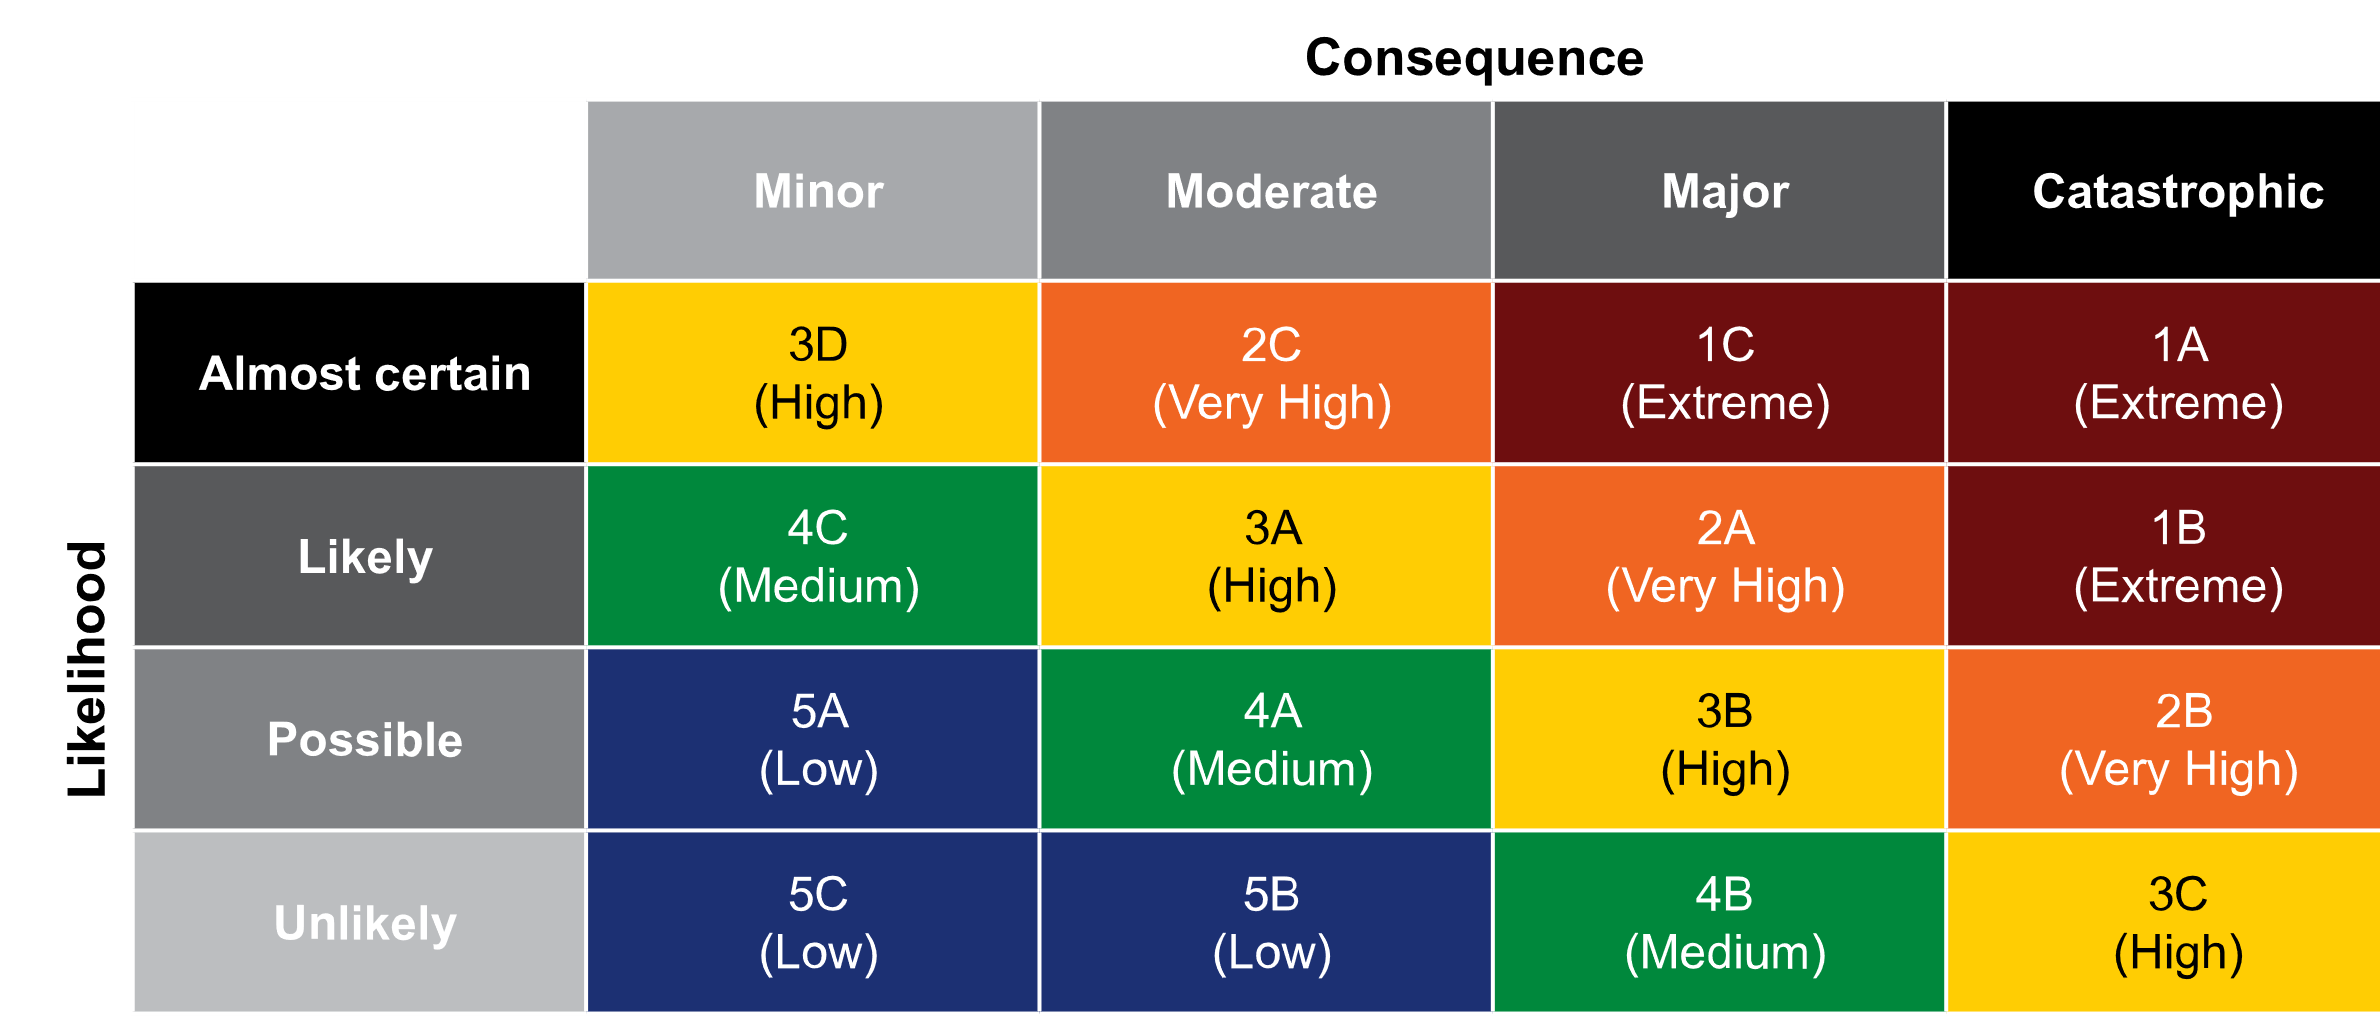 Consequence
Minor
Moderate
Major
Catastrophic
Likelihood
Almost certain
3D
(High)
2C
(Very High)
1C
(Extreme)
1A
(Extreme)
Likely
4C
(Medium)
3A
(High)
2A
(Very High)
1B
(Extreme)
Possible
5A
(Low)
4A
(Medium)
3B
(High)
2B
(Very High)
Unlikely
5C
(Low)
5B
(Low)
4B
(Medium)
3C
(High)